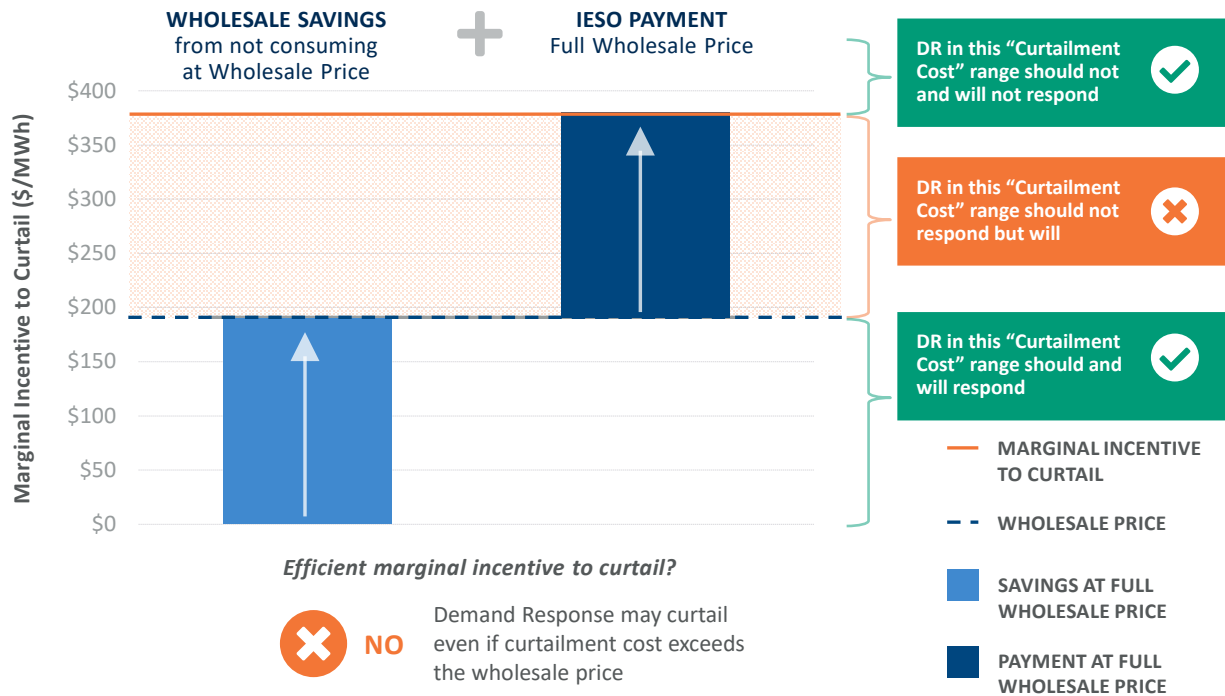 WHOLESALE SAVINGS
from not consuming
at Wholesale Price
IESO PAYMENT
Full Wholesale Price
Marginal Incentive to Curtail ($/MWh)
$400
$350
$300
$250
$200
$150
$100
$50
$0
DR in this “Curtailment
Cost” range should not
and will not respond
DR in this “Curtailment
Cost” range should not
respond but will
DR in this “Curtailment
Cost” range should and
will respond
MARGINAL INCENTIVE
TO CURTAIL
WHOLESALE PRICE
SAVINGS AT FULL
WHOLESALE PRICE
PAYMENT AT FULL
WHOLESALE PRICE
Efficient marginal incentive to curtail?
NO
Demand Response may curtail
even if curtailment cost exceeds
the wholesale price